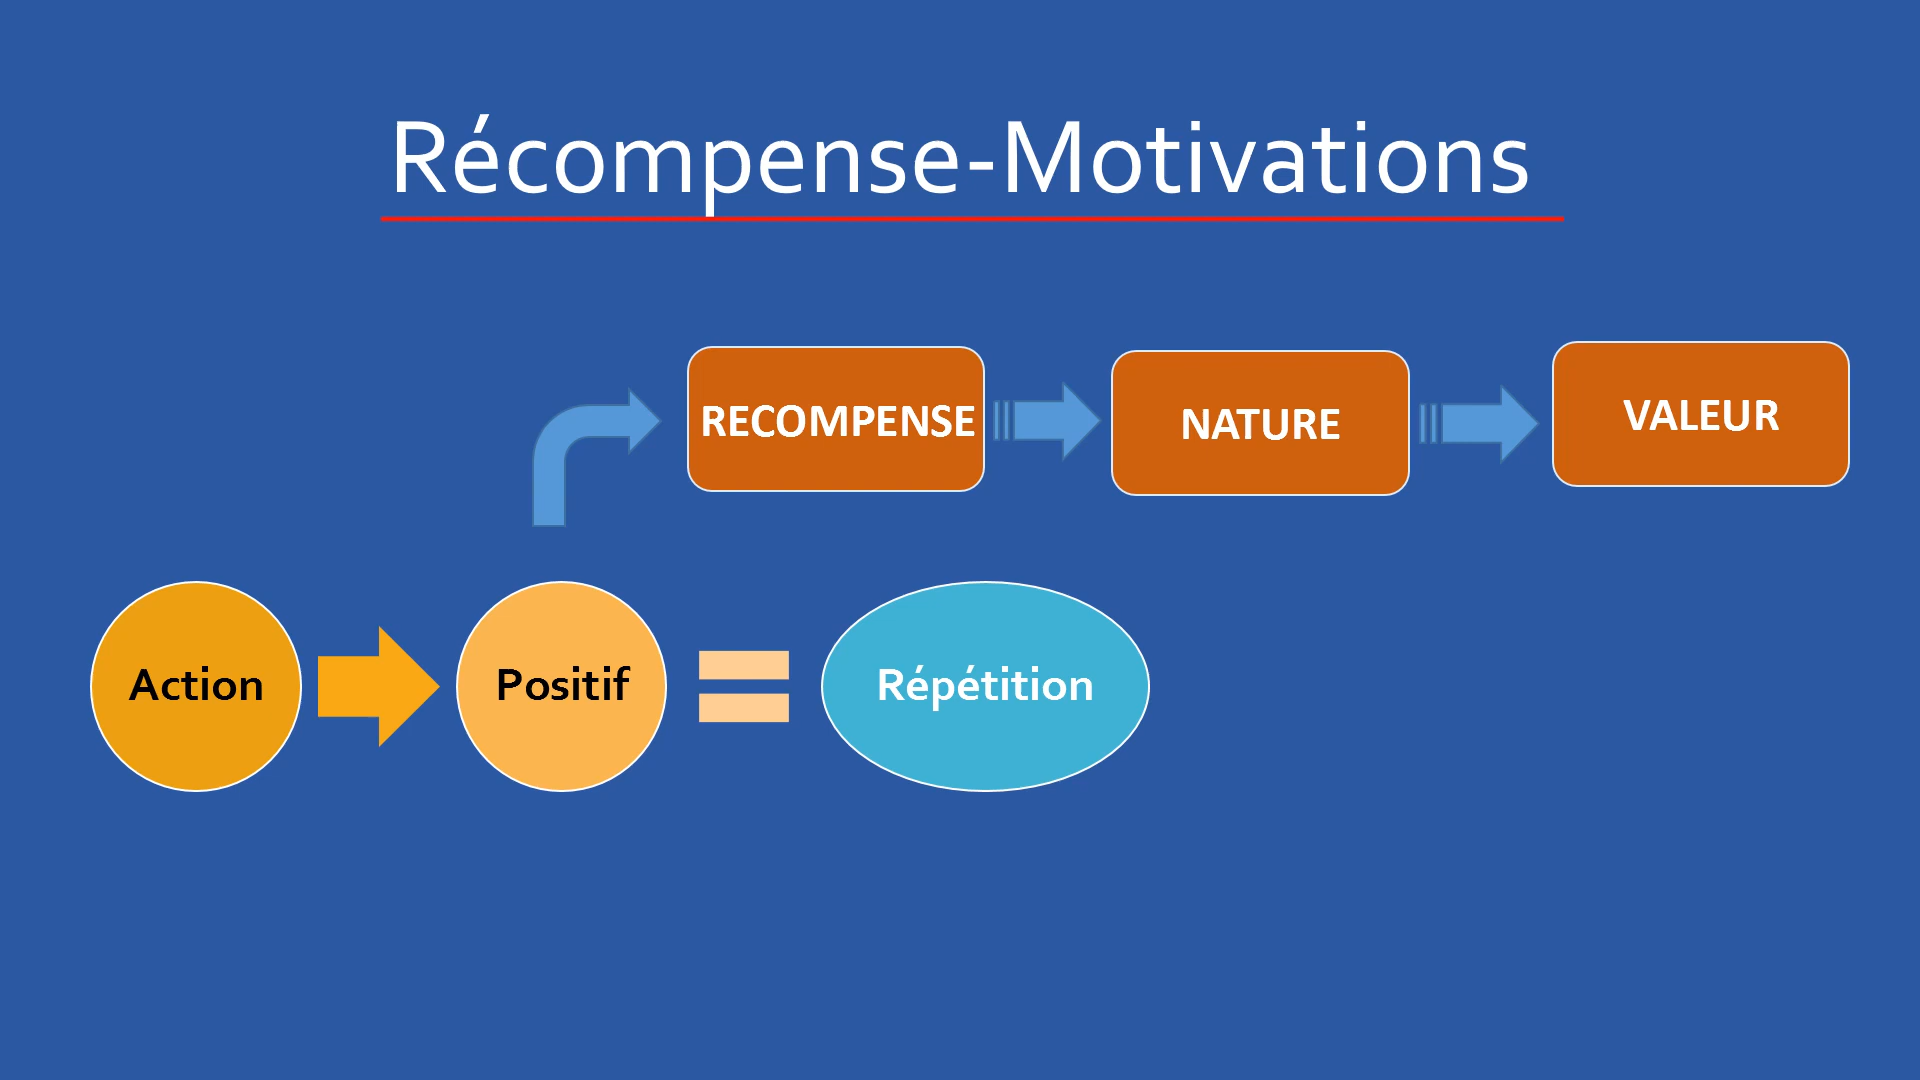 Récompense-Motivations
RECOMPENSE
NATURE
VALEUR
Action
Positif
Répétition